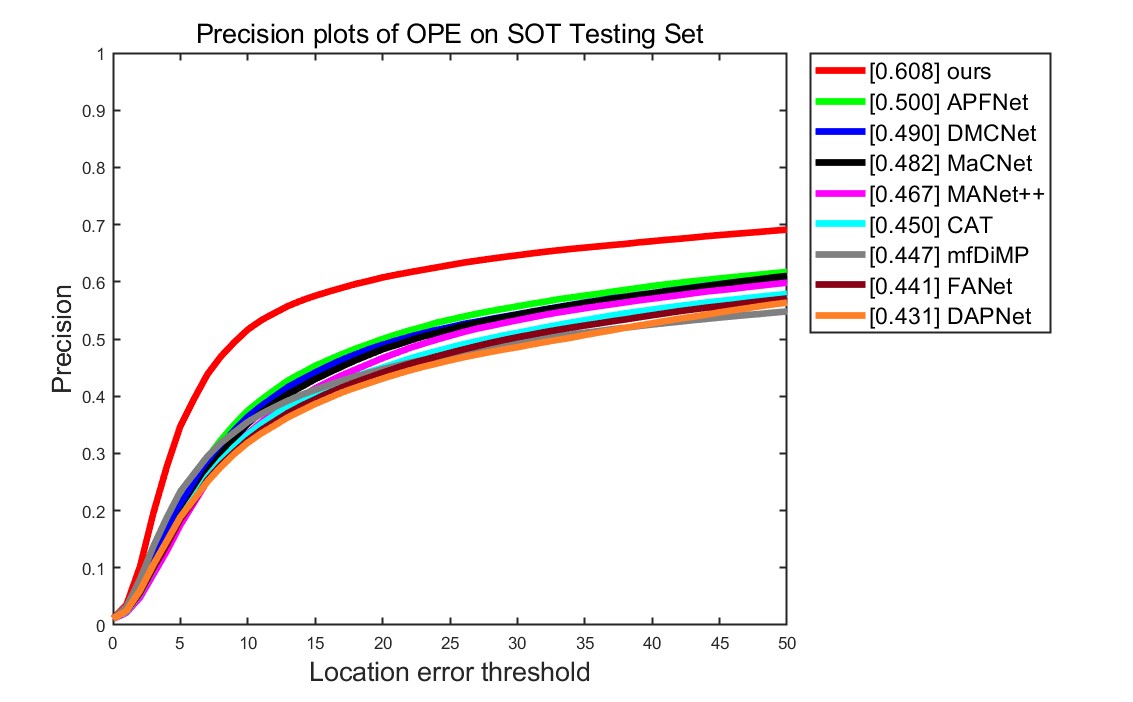 Precision plots of OPE on SOT Testing Set
1
0.9
0.8
0.7
0.6
0.5
0.4
0.3
0.2
0.1
0
Precision
0 5 10 15 20 25 30 35 40 45 50
Location error threshold
[0.608] ours
[0.500] APFNet
[0.490] DMCNet
[0.482] MaCNet
[0.467] MANet++
[0.450] CAT
[0.447] mfDiMP
[0.441] FANet
[0.431] DAPNet